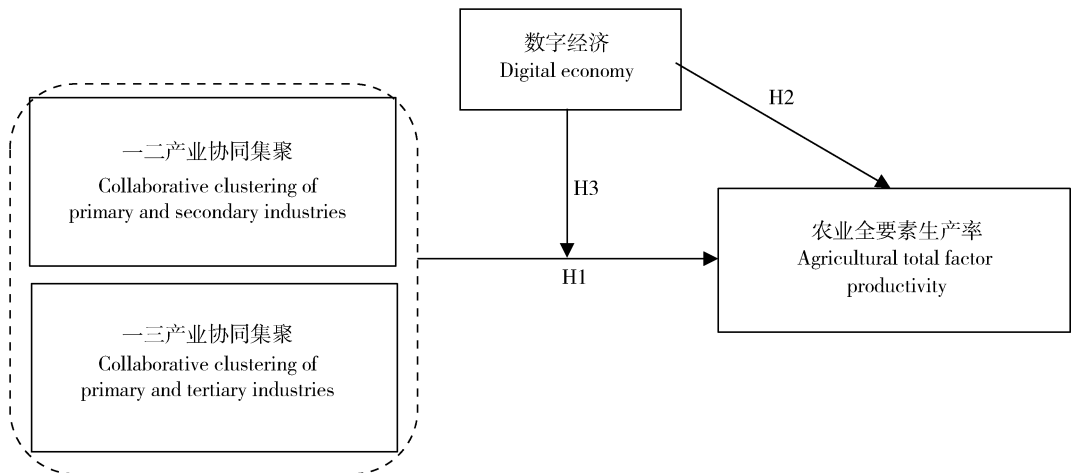 数字经济
Digital economy
H2
一二产业协同集聚
Collaborative clustering of
primary and secondary industries
H3
农业全要素生产率
Agricultural total factor
productivity
H1
一三产业协同集聚
Collaborative clustering of
primary and tertiary industries